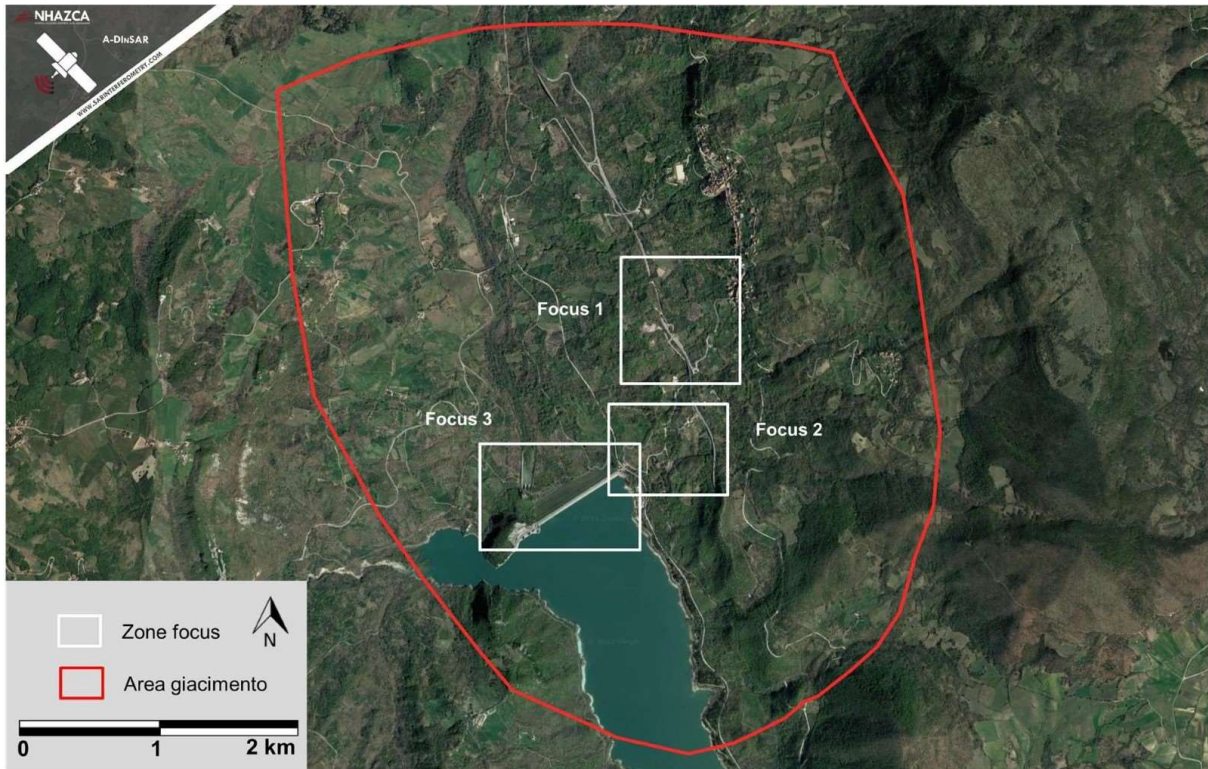 NHAZCA
A-DINSAR
WWW.SARINTERFEROMETRY.COM
Focus 1
Focus 3
Focus 2
Zone focus
N
Area giacimento
0 1 2 km